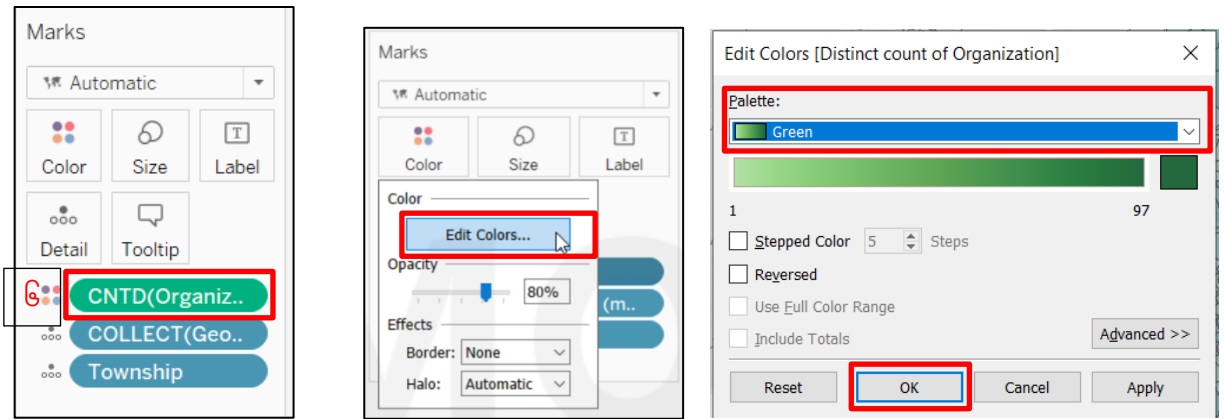 Marks
Automatic
Color Size Label
Detail Tooltip
၆
CNTD(Organiz..
COLLECT(Geo..
Township
Marks
Automatic
Color Size Label
Color
Edit Colors...
Opacity
80%
(m..
Effects
Border: None
Halo: Automatic
Edit Colors [Distinct count of Organization]
Palette:
Green
1 97
Stepped Color 5 Steps
Reversed
Use Full Color Range
Include Totals
Advanced >>
Reset OK Cancel Apply